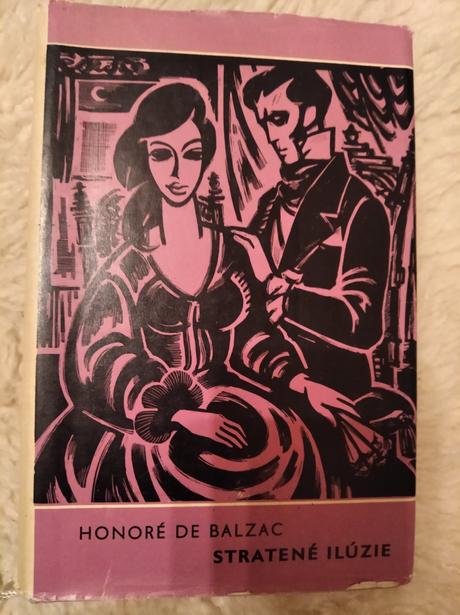 HONORÉ DE BALZAC
STRATENÉ ILÚZIE